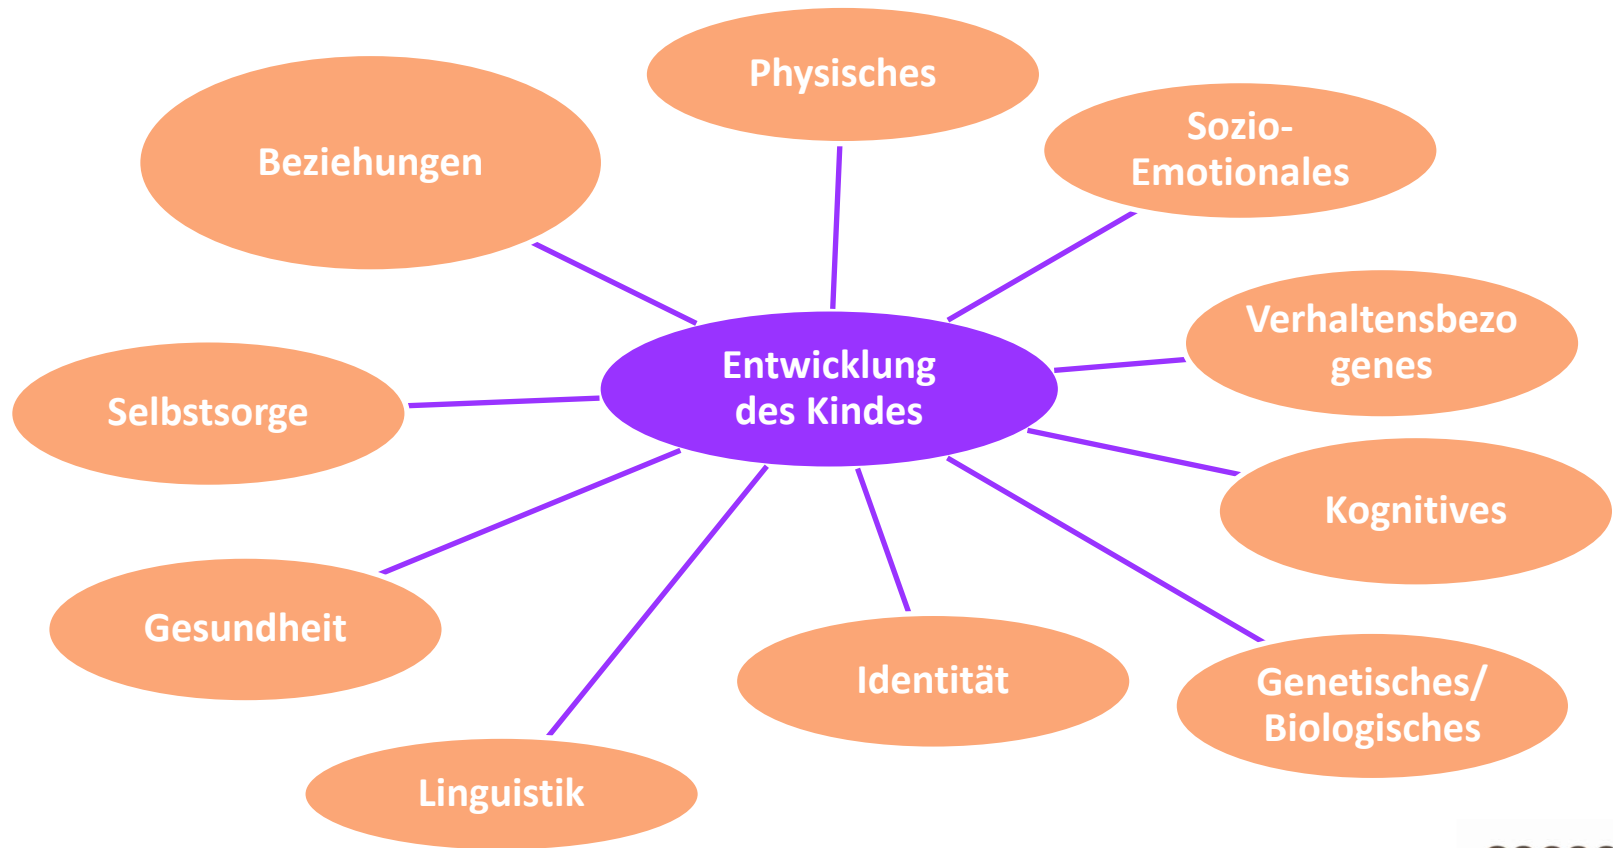 Physisches
Sozio-
Emotionales
Beziehungen
Verhaltensbezo
genes
Entwicklung
des Kindes
Selbstsorge
Kognitives
Gesundheit
Identität
Genetisches/
Biologisches
Linguistik